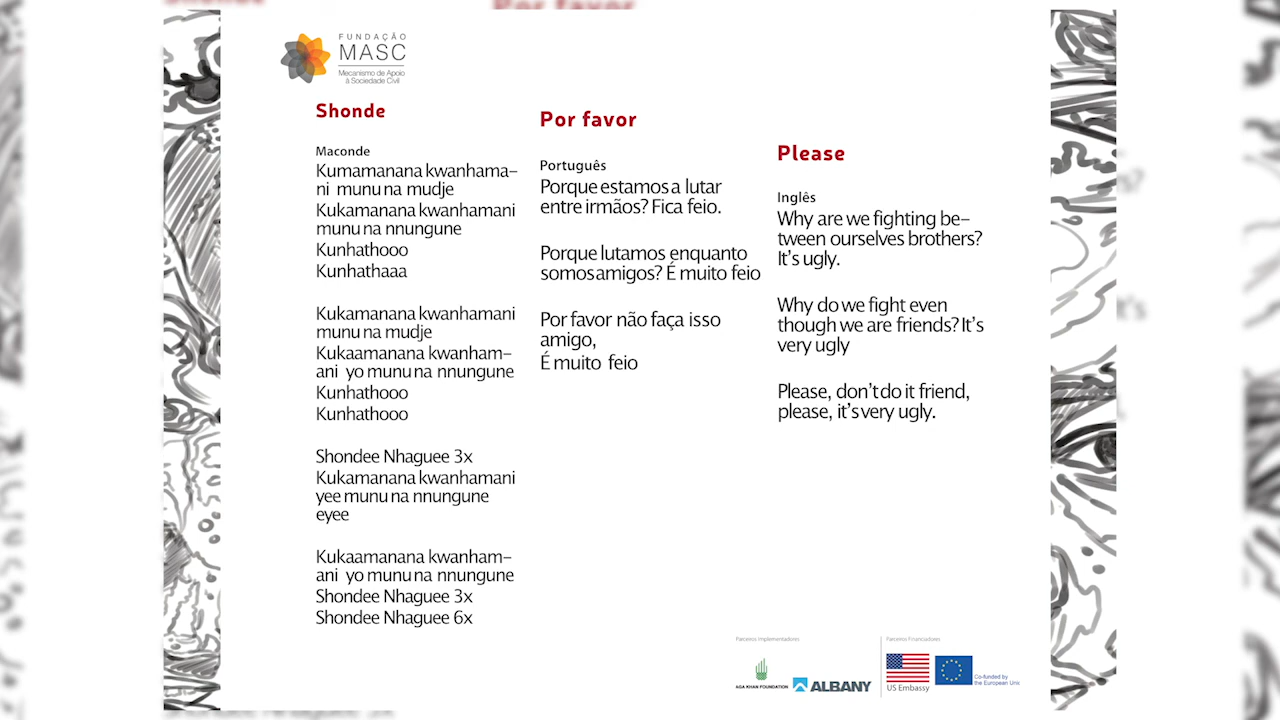 FUNDAÇÃO
MASC
Mecanismo de Apoio
à Sociedade Civil
Shonde
Maconde
Kumamanana kwanhama–
ni munu na mudje
Kukamanana kwanhamani
munu na nnungune
Kunhathooo
Kunhathaaa
Kukamanana kwanhamani
munu na mudje
Kukaamanana kwanham–
ani yo munu na nnungune
Kunhathooo
Kunhathooo
Shondee Nhaguee 3x
Kukamanana kwanhamani
yee munu na nnungune
eyee
Kukaamanana kwanham–
ani yo munu na nnungune
Shondee Nhaguee 3x
Shondee Nhaguee 6x
Por favor
Português
Porque estamos a lutar
entre irmãos? Fica feio.
Porque lutamos enquanto
somos amigos? É muito feio
Por favor não faça isso
amigo,
É muito feio
Please
Inglês
Why are we fighting be–
tween ourselves brothers?
It's ugly.
Why do we fight even
though we are friends? It's
very ugly
Please, don't do it friend,
please, it's very ugly.
Parceiros Implementadores
AGA KHAN FOUNDATION
ALBANY
Parceiros Financiadores
US Embassy
Co-funded by
the European Unio